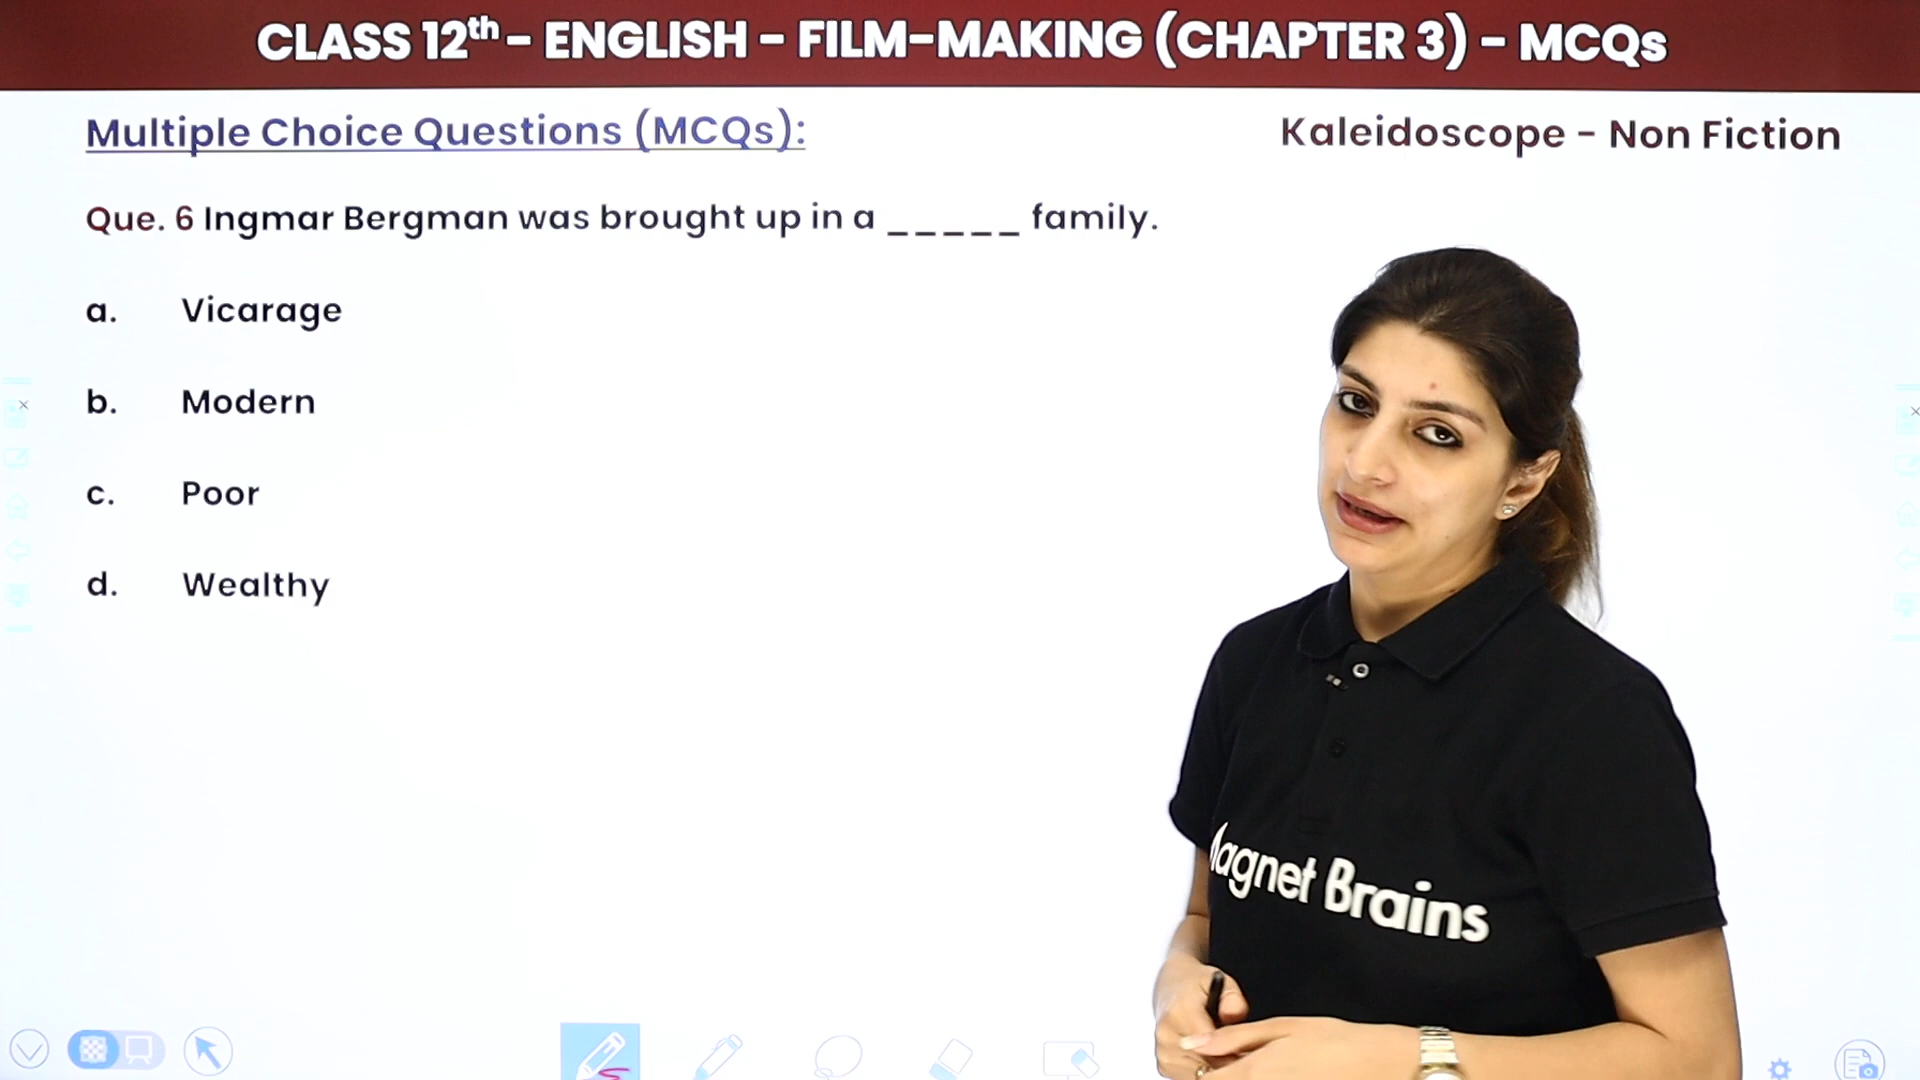 CLASS 12th - ENGLISH - FILM-MAKING (CHAPTER 3) - MCQs
Multiple Choice Questions (MCQs):
Kaleidoscope - Non Fiction
Que. 6 Ingmar Bergman was brought up in a _____ family.
a. Vicarage
b. Modern
c. Poor
d. Wealthy
Magnet Brains